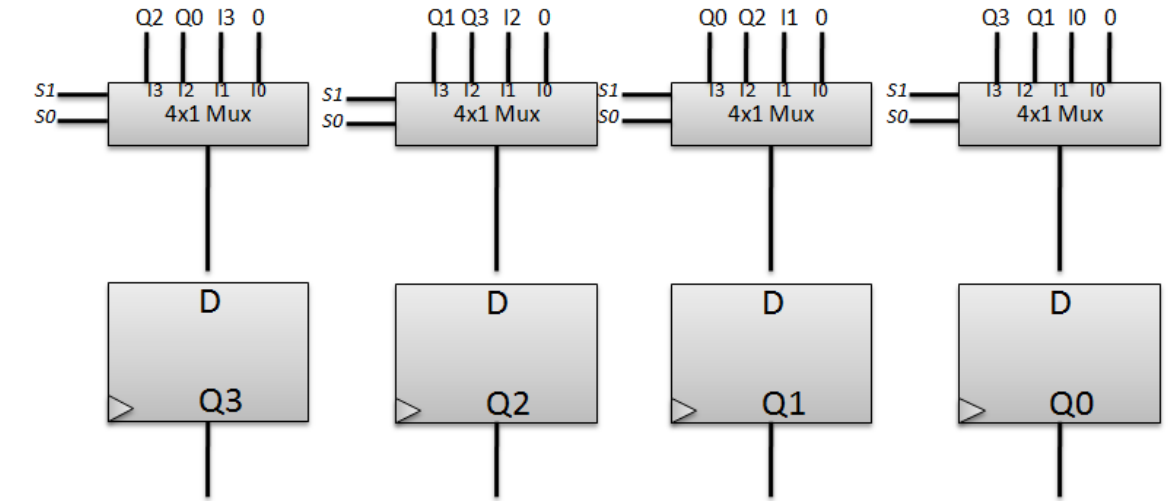 Q2 Q0 I3 0 Q1 Q3 I2 0 Q0 Q2 I1 0 Q3 Q1 I0 0
S1 I3 I2 I1 I0 S1 I3 I2 I1 I0 S1 I3 I2 I1 I0 S1 I3 I2 I1 I0
S0 4x1 Mux S0 4x1 Mux S0 4x1 Mux S0 4x1 Mux
D D D D
Q3 Q2 Q1 Q0